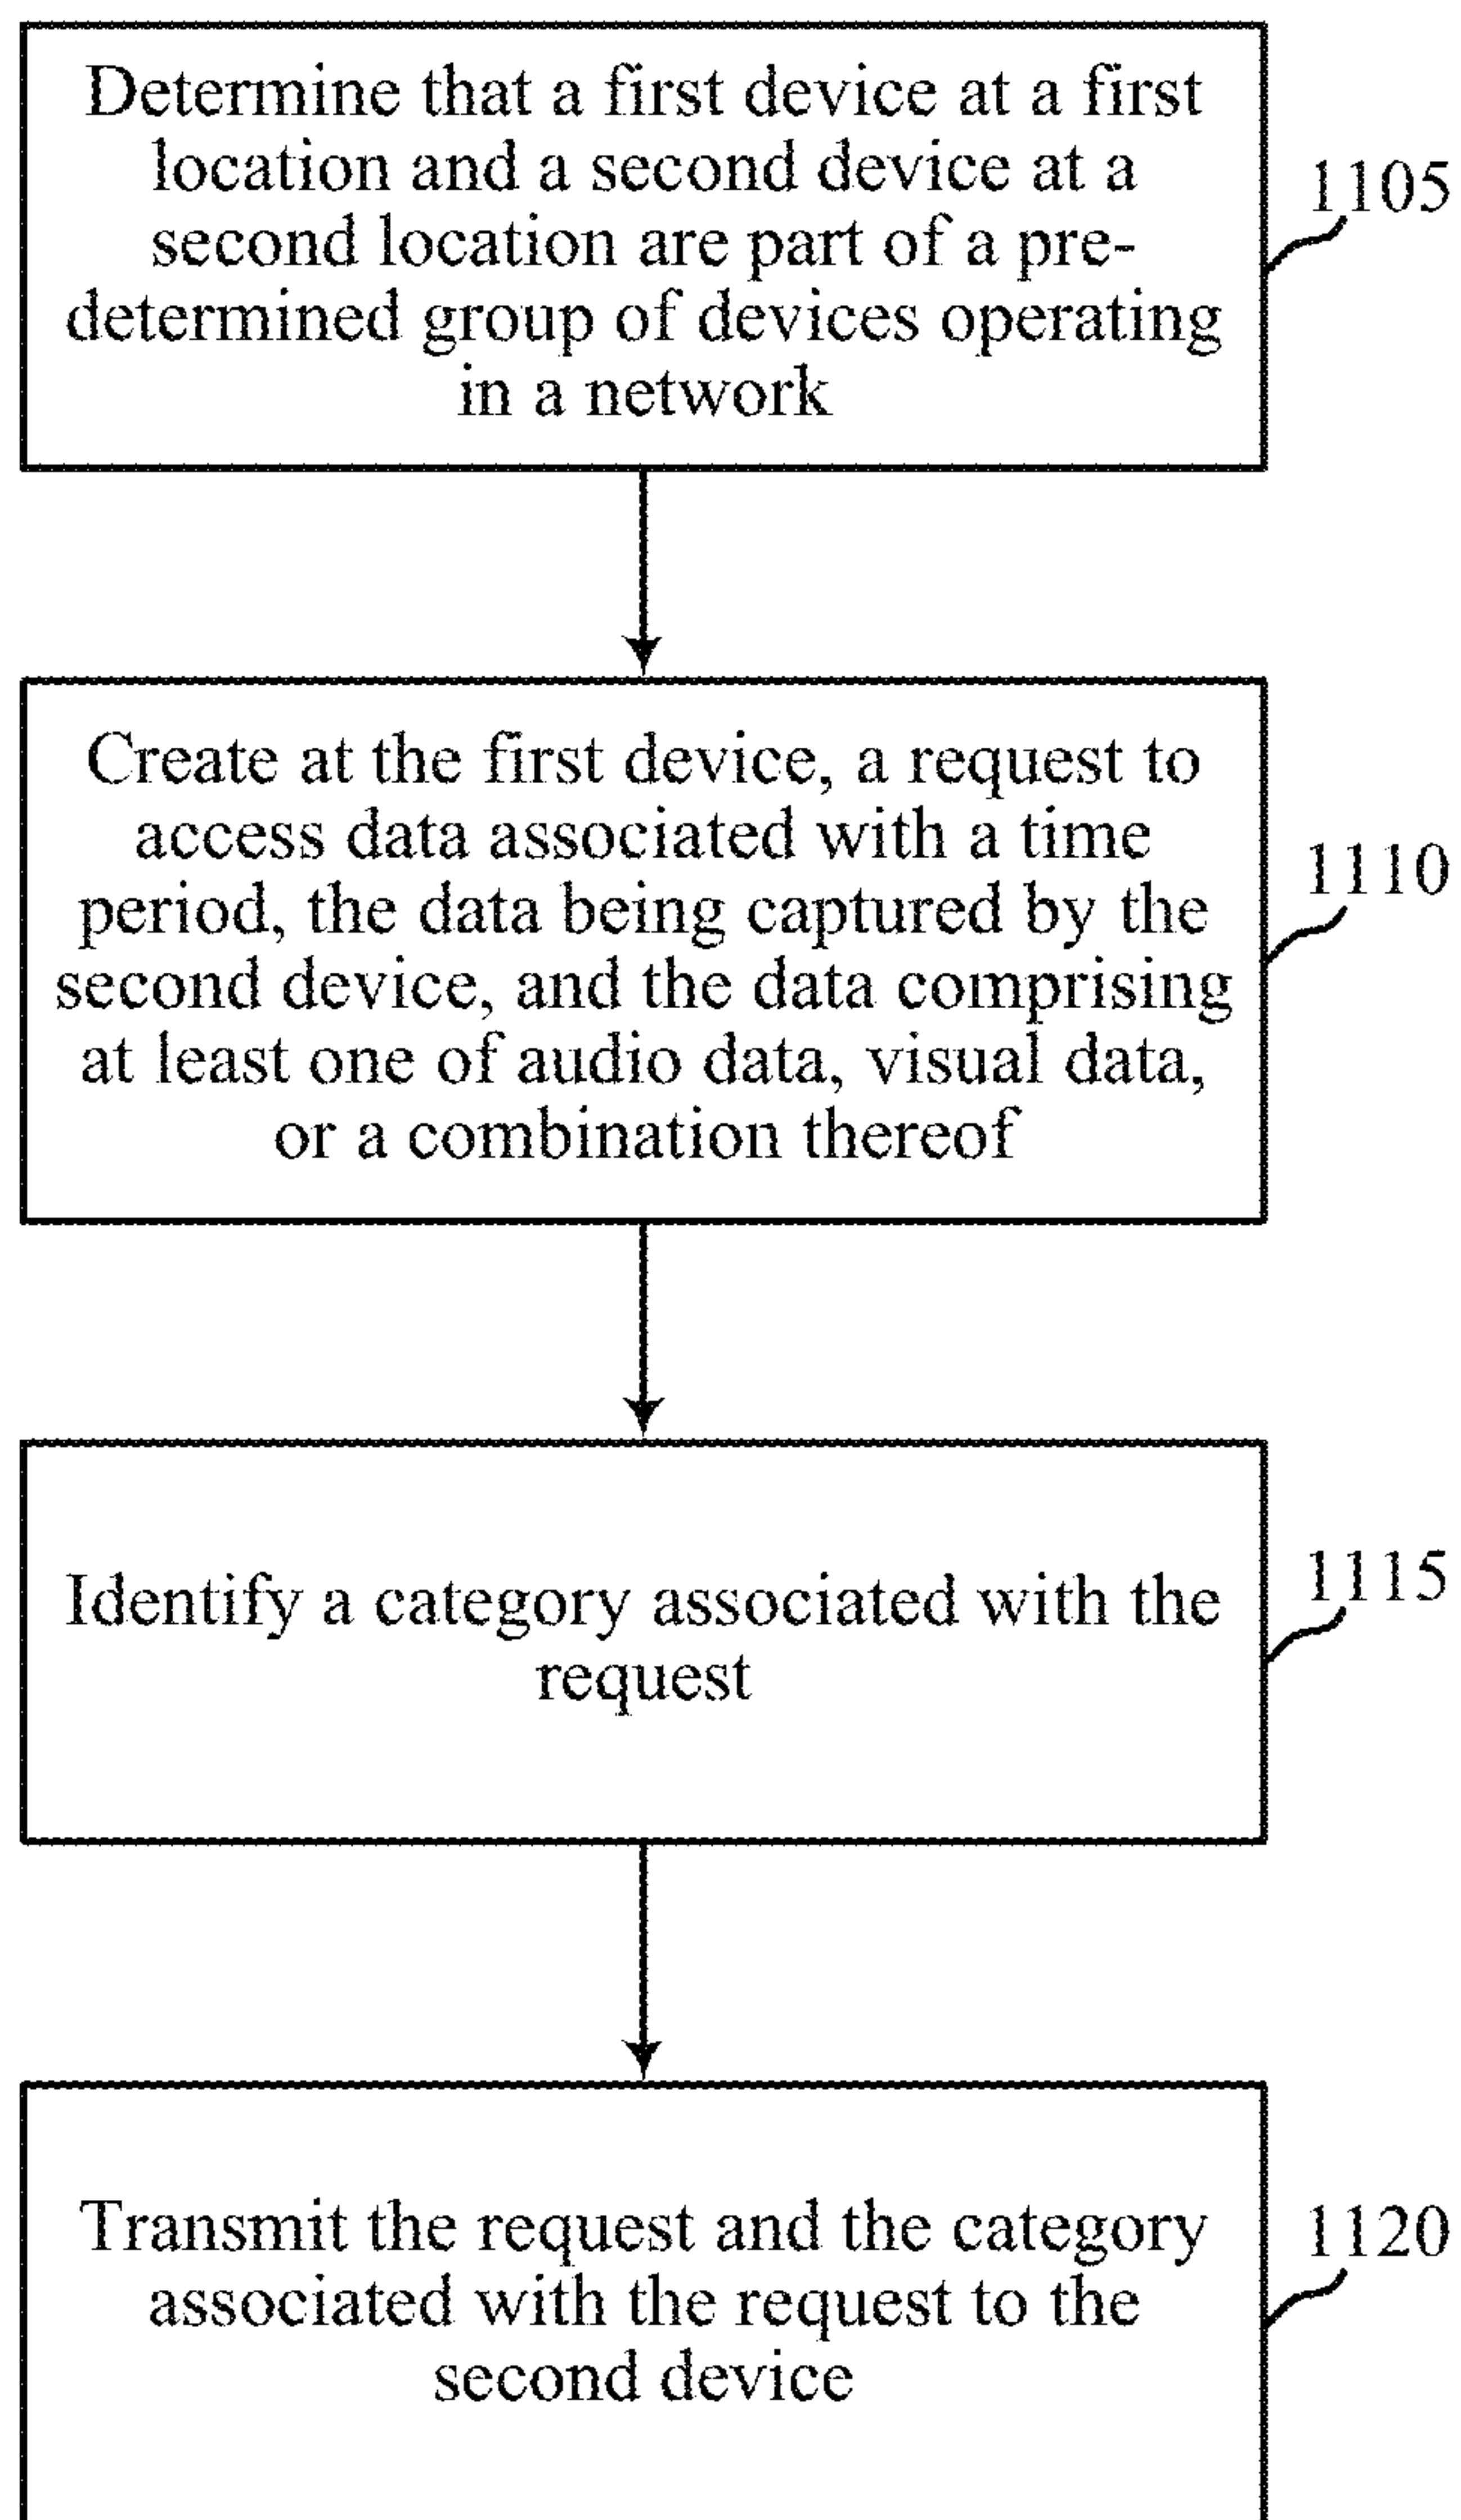 Determine that a first device at a first
location and a second device at a
second location are part of a pre-
determined group of devices operating
in a network
1105
Create at the first device, a request to
access data associated with a time
period, the data being captured by the
second device, and the data comprising
at least one of audio data, visual data,
or a combination thereof
1110
Identify a category associated with the
request
1115
Transmit the request and the category
associated with the request to the
second device
1120